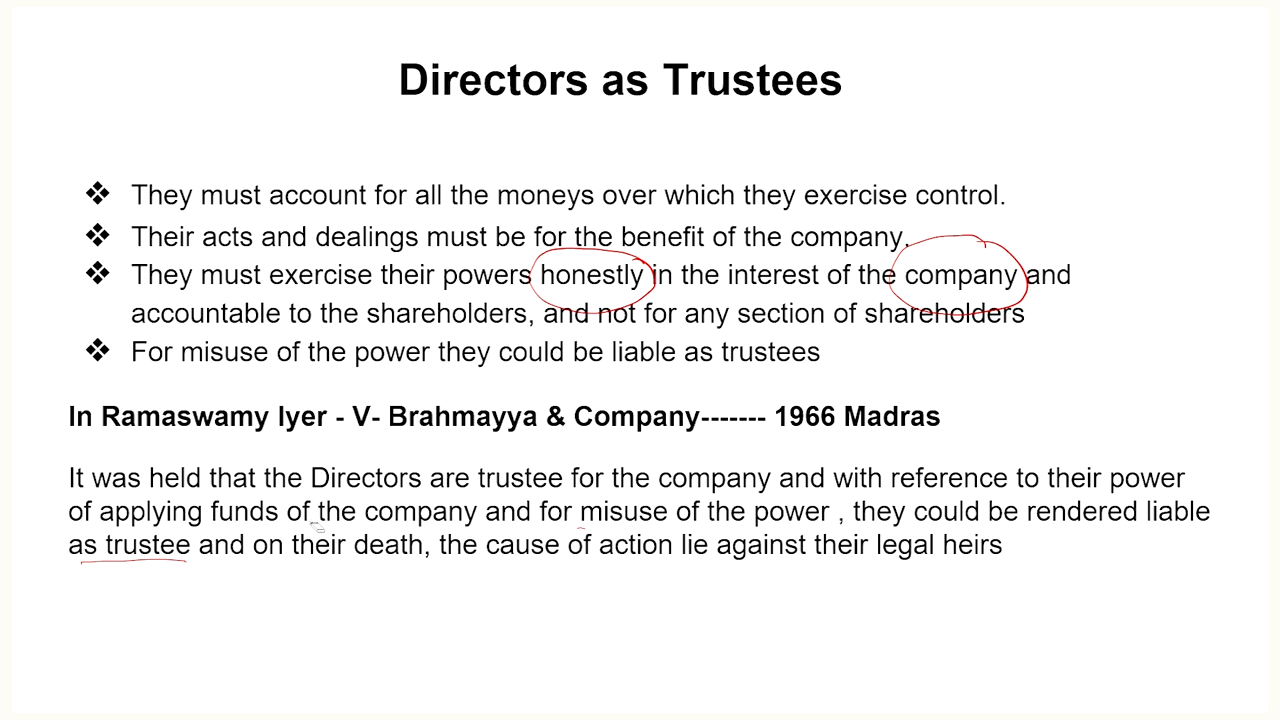 Directors as Trustees
❖ They must account for all the moneys over which they exercise control.
❖ Their acts and dealings must be for the benefit of the company.
❖ They must exercise their powers honestly in the interest of the company and
accountable to the shareholders, and not for any section of shareholders
❖ For misuse of the power they could be liable as trustees
In Ramaswamy Iyer - V- Brahmayya & Company------- 1966 Madras
It was held that the Directors are trustee for the company and with reference to their power
of applying funds of the company and for misuse of the power , they could be rendered liable
as trustee and on their death, the cause of action lie against their legal heirs